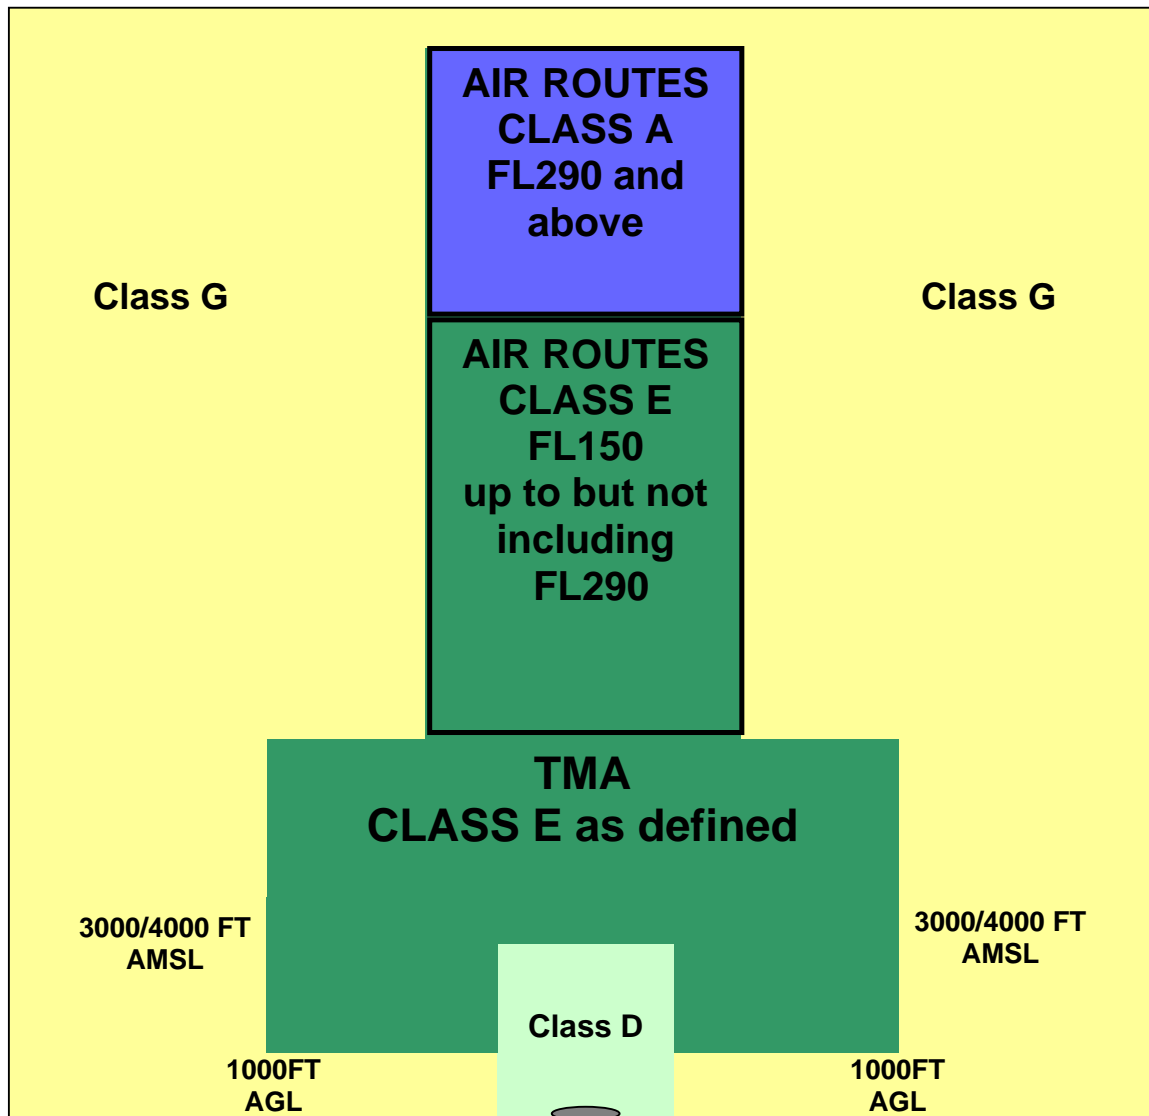 AIR ROUTES
CLASS A
FL290 and
above
Class G
Class G
AIR ROUTES
CLASS E
FL150
up to but not
including
FL290
TMA
CLASS E as defined
3000/4000 FT
AMSL
3000/4000 FT
AMSL
Class D
1000FT
AGL
1000FT
AGL